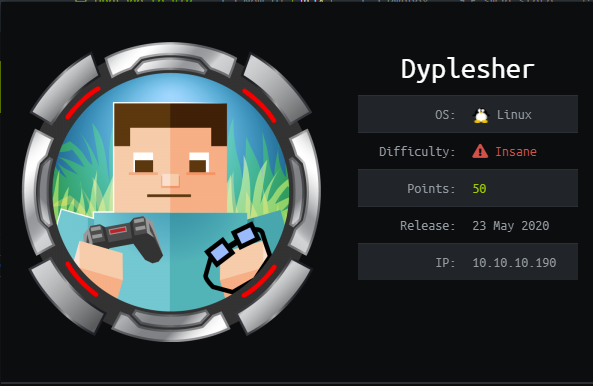 Dyplesher
OS: Linux
Difficulty: Insane
Points: 50
Release: 23 May 2020
IP: 10.10.10.190